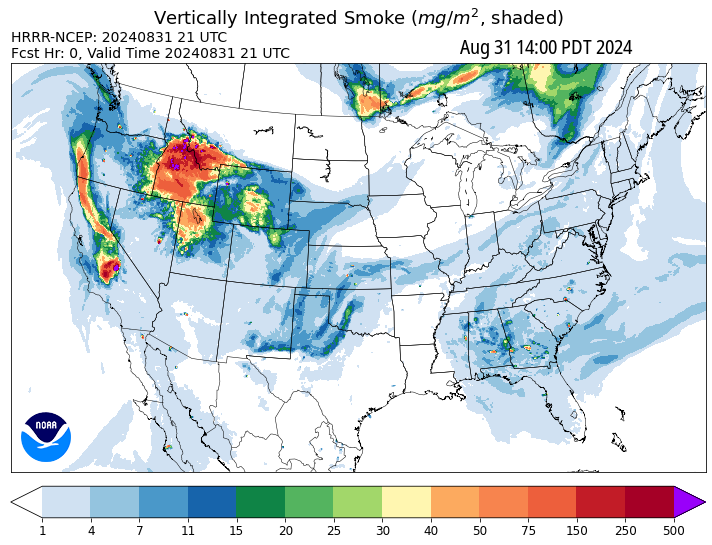 Vertically Integrated Smoke (mg/m², shaded)
HRRR-NCEP: 20240831 21 UTC
Fcst Hr: 0, Valid Time 20240831 21 UTC
Aug 31 14:00 PDT 2024
NOAA
1 4 7 11 15 20 25 30 40 50 75 150 250 500